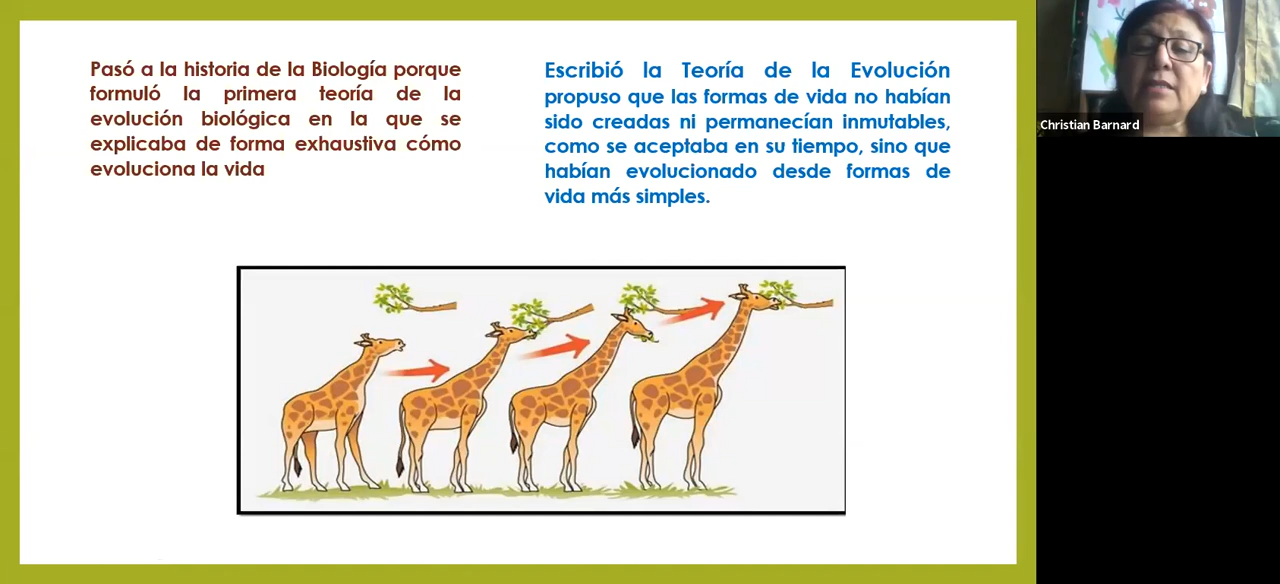 Pasó a la historia de la Biología porque
formuló la primera teoría de la
evolución biológica en la que se
explicaba de forma exhaustiva cómo
evoluciona la vida
Escribió la Teoría de la Evolución
propuso que las formas de vida no habían
sido creadas ni permanecían inmutables,
como se aceptaba en su tiempo, sino que
habían evolucionado desde formas de
vida más simples.
Christian Barnard